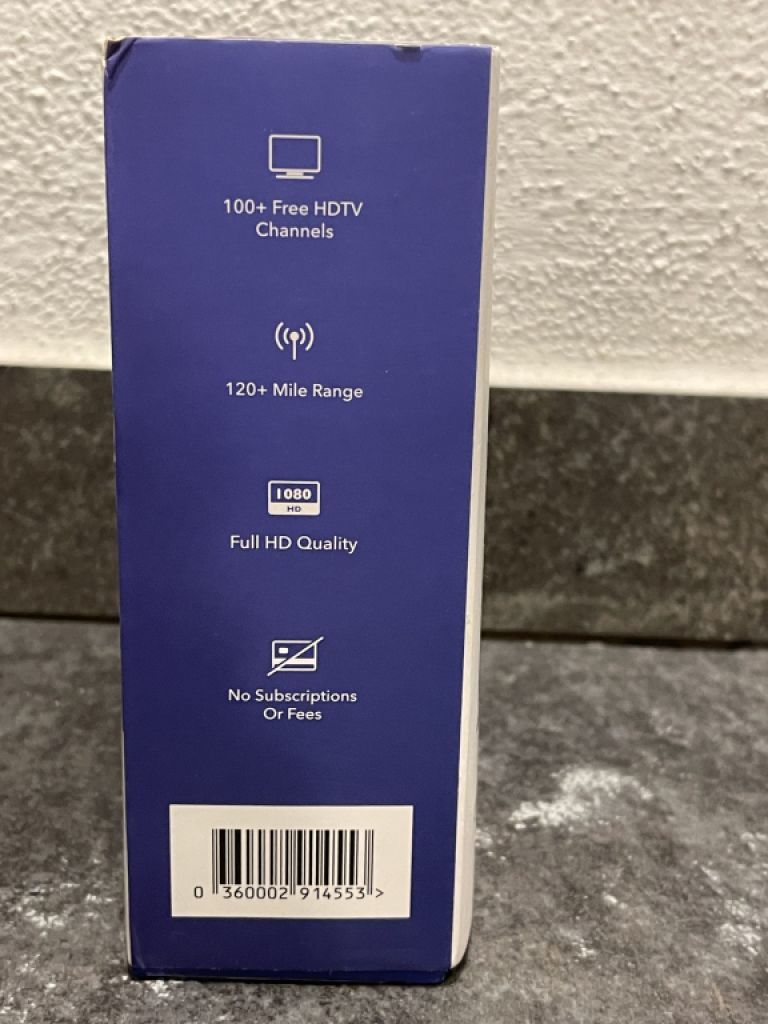 100+ Free HDTV
Channels
120+ Mile Range
1080
HD
Full HD Quality
No Subscriptions
Or Fees
0 360002 914553 >